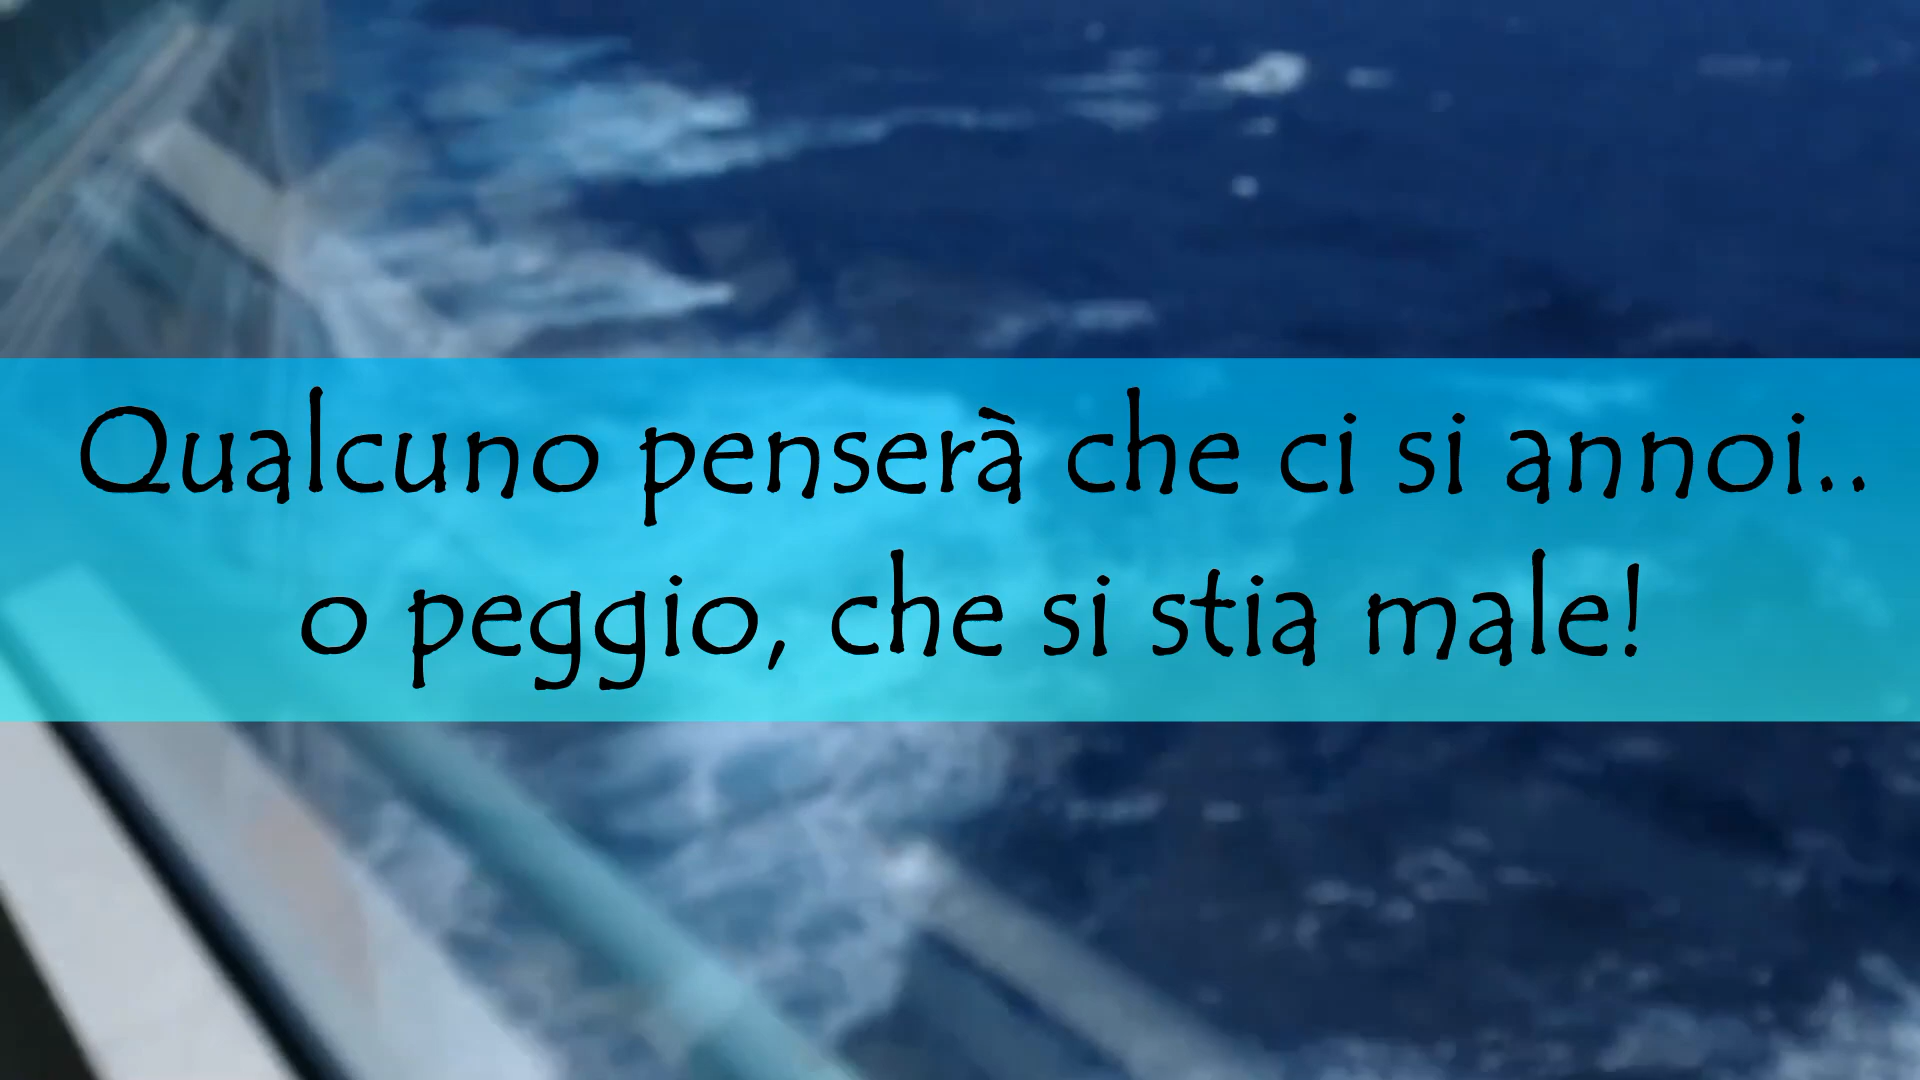 Qualcuno penserà che ci si annoi..
o peggio, che si stia male!